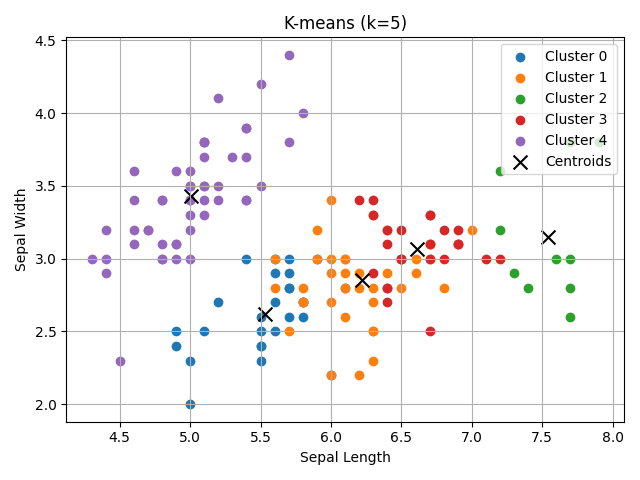 K-means (k=5)
Sepal Width
4.5
4.0
3.5
3.0
2.5
2.0
Cluster 0
Cluster 1
Cluster 2
Cluster 3
Cluster 4
Centroids
4.5 5.0 5.5 6.0 6.5 7.0 7.5 8.0
Sepal Length